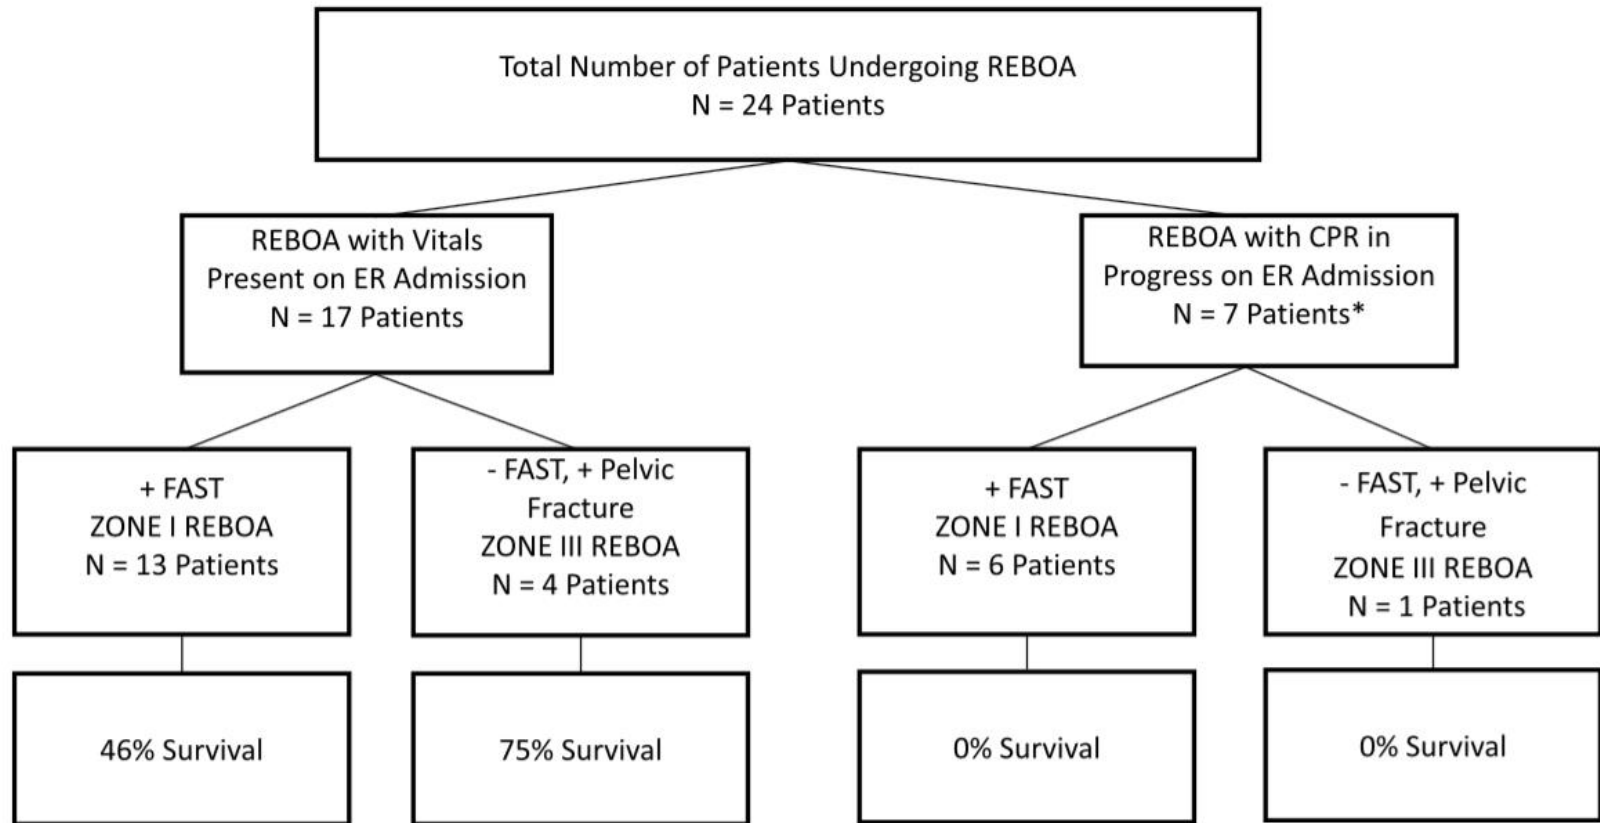 Total Number of Patients Undergoing REBOA
N = 24 Patients
REBOA with Vitals
Present on ER Admission
N = 17 Patients
REBOA with CPR in
Progress on ER Admission
N = 7 Patients*
+ FAST
ZONE I REBOA
N = 13 Patients
- FAST, + Pelvic
Fracture
ZONE III REBOA
N = 4 Patients
+ FAST
ZONE I REBOA
N = 6 Patients
- FAST, + Pelvic
Fracture
ZONE III REBOA
N = 1 Patients
46% Survival
75% Survival
0% Survival
0% Survival